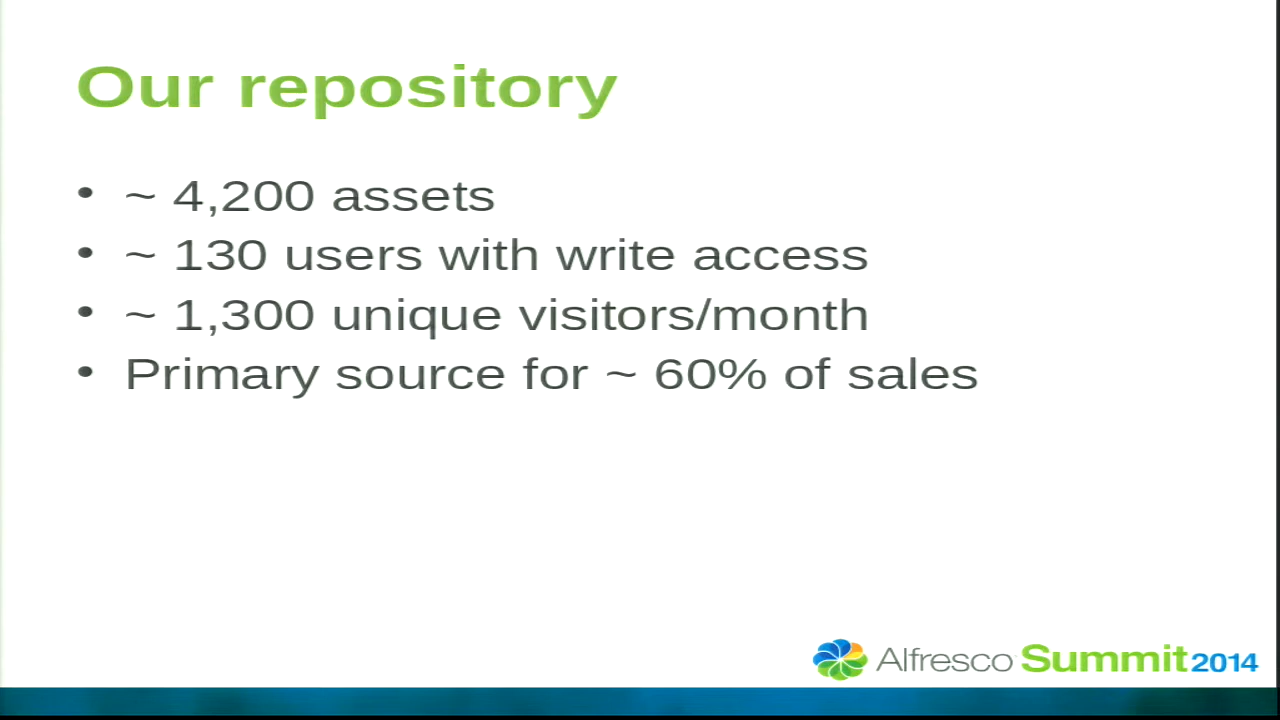 Our repository
• ~ 4,200 assets
• ~ 130 users with write access
• ~ 1,300 unique visitors/month
• Primary source for ~ 60% of sales
Alfresco Summit 2014